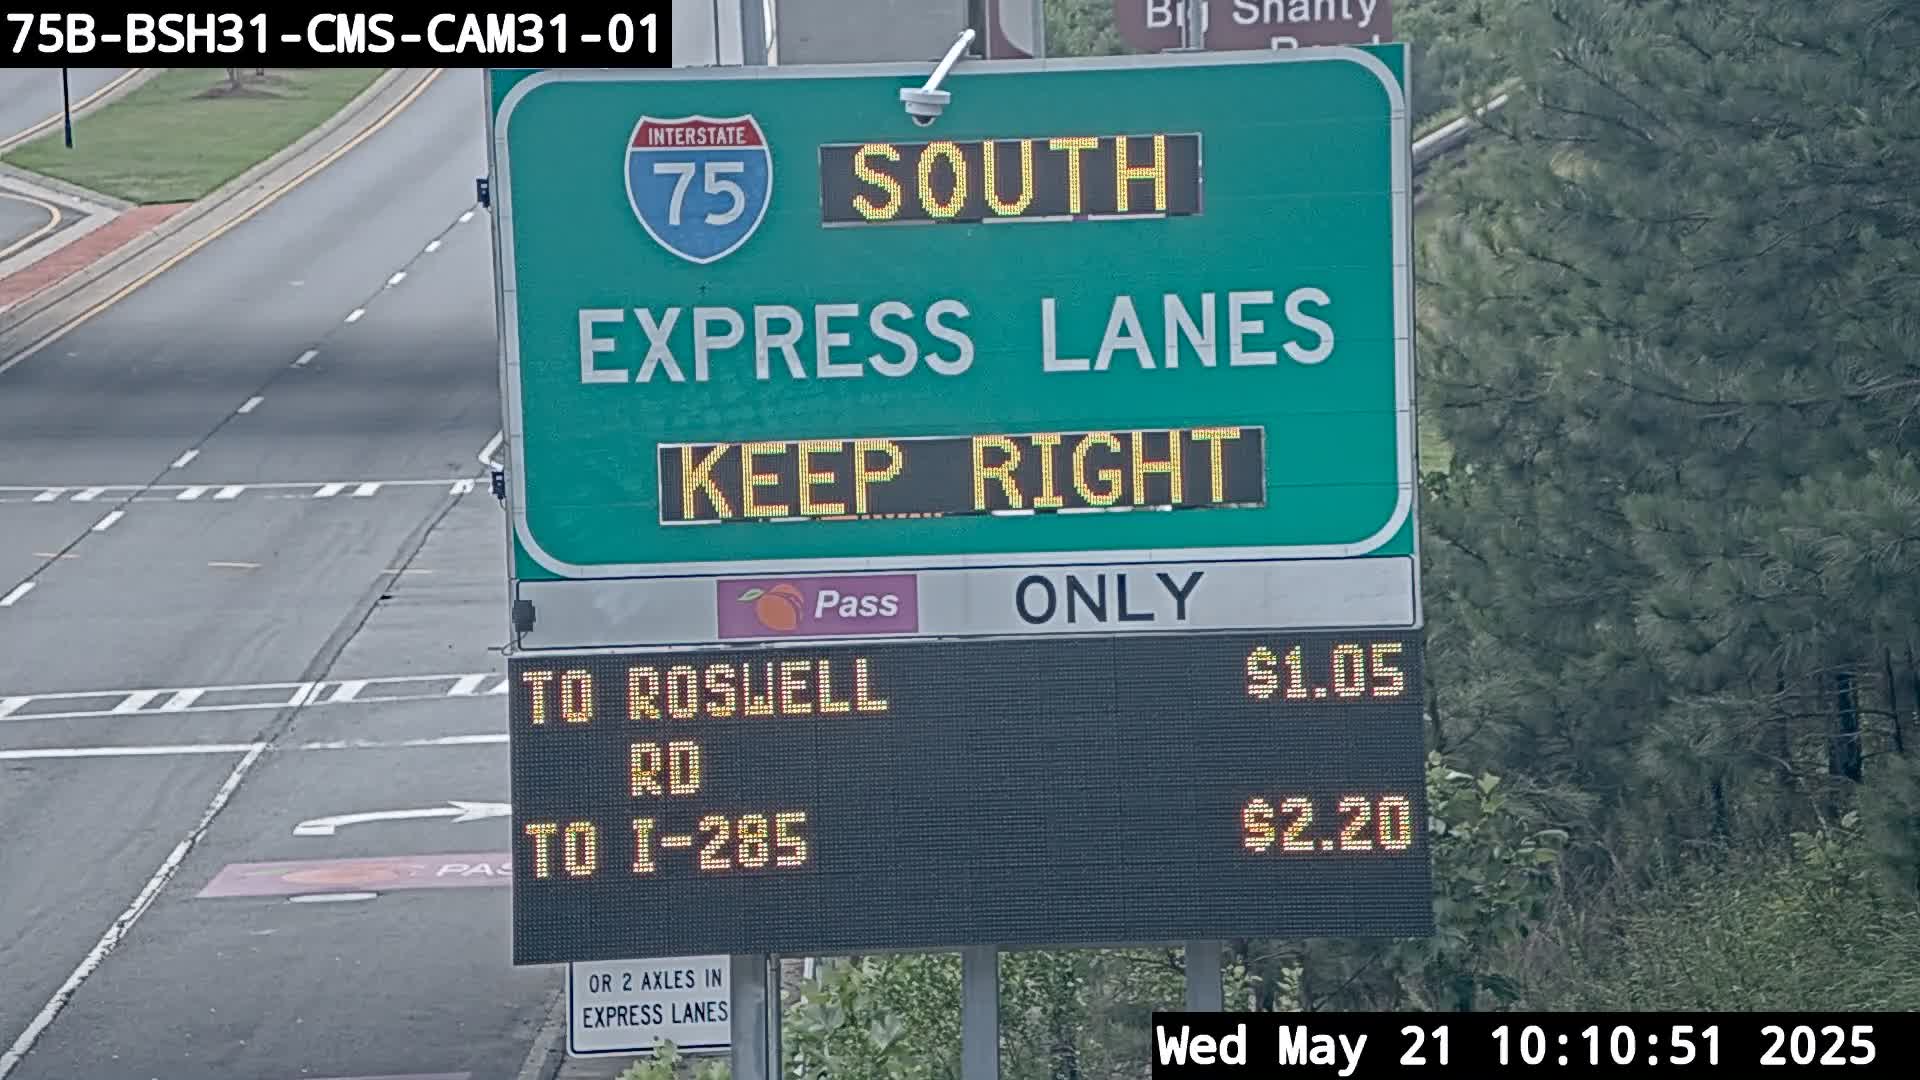 75B-BSH31-CMS-CAM31-01
Big Shanty
Road
INTERSTATE
75
SOUTH
EXPRESS LANES
KEEP RIGHT
Pass ONLY
TO ROSWELL $1.05
RD
TO I-285 $2.20
PAS
OR 2 AXLES IN
EXPRESS LANES
Wed May 21 10:10:51 2025